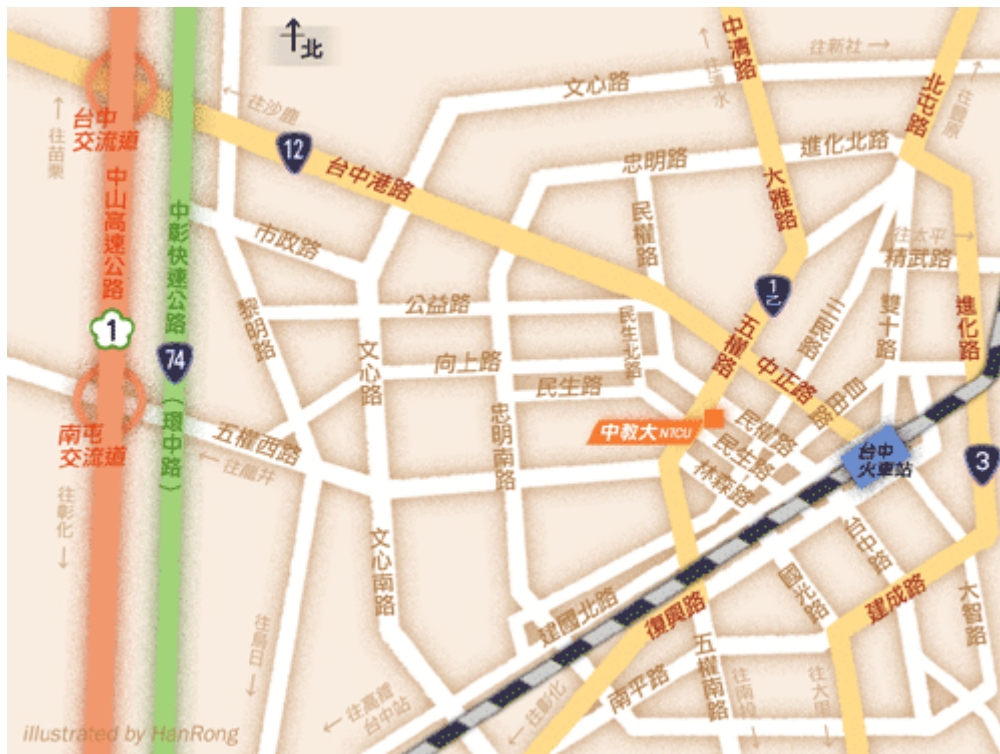 北
往新社 →
中清路
← 往清水
文心路
北屯路
往豐原
← 往沙鹿
台中
交流道
← 往苗栗
12
台中港路
忠明路
進化北路
中山高速公路
中彰快速公路
(環中路)
大雅路
民權路
市政路
往太平 →
精武路
1
乙
公益路
黎明路
民生北路
三民路
雙十路
進化路
1
五權路
中正路
文心路
向上路
74
自由路
民生路
忠明南路
南屯
交流道
中教大 NTCU
民權路
民生路
林森路
五權西路
台中
火車站
3
← 往龍井
往彰化
文心南路
台中路
國光路
大智路
建成路
建國北路
復興路
往烏日
五權南路
南平路
往南投
往大里
往高鐵
台中站
往彰化
illustrated by HanRong